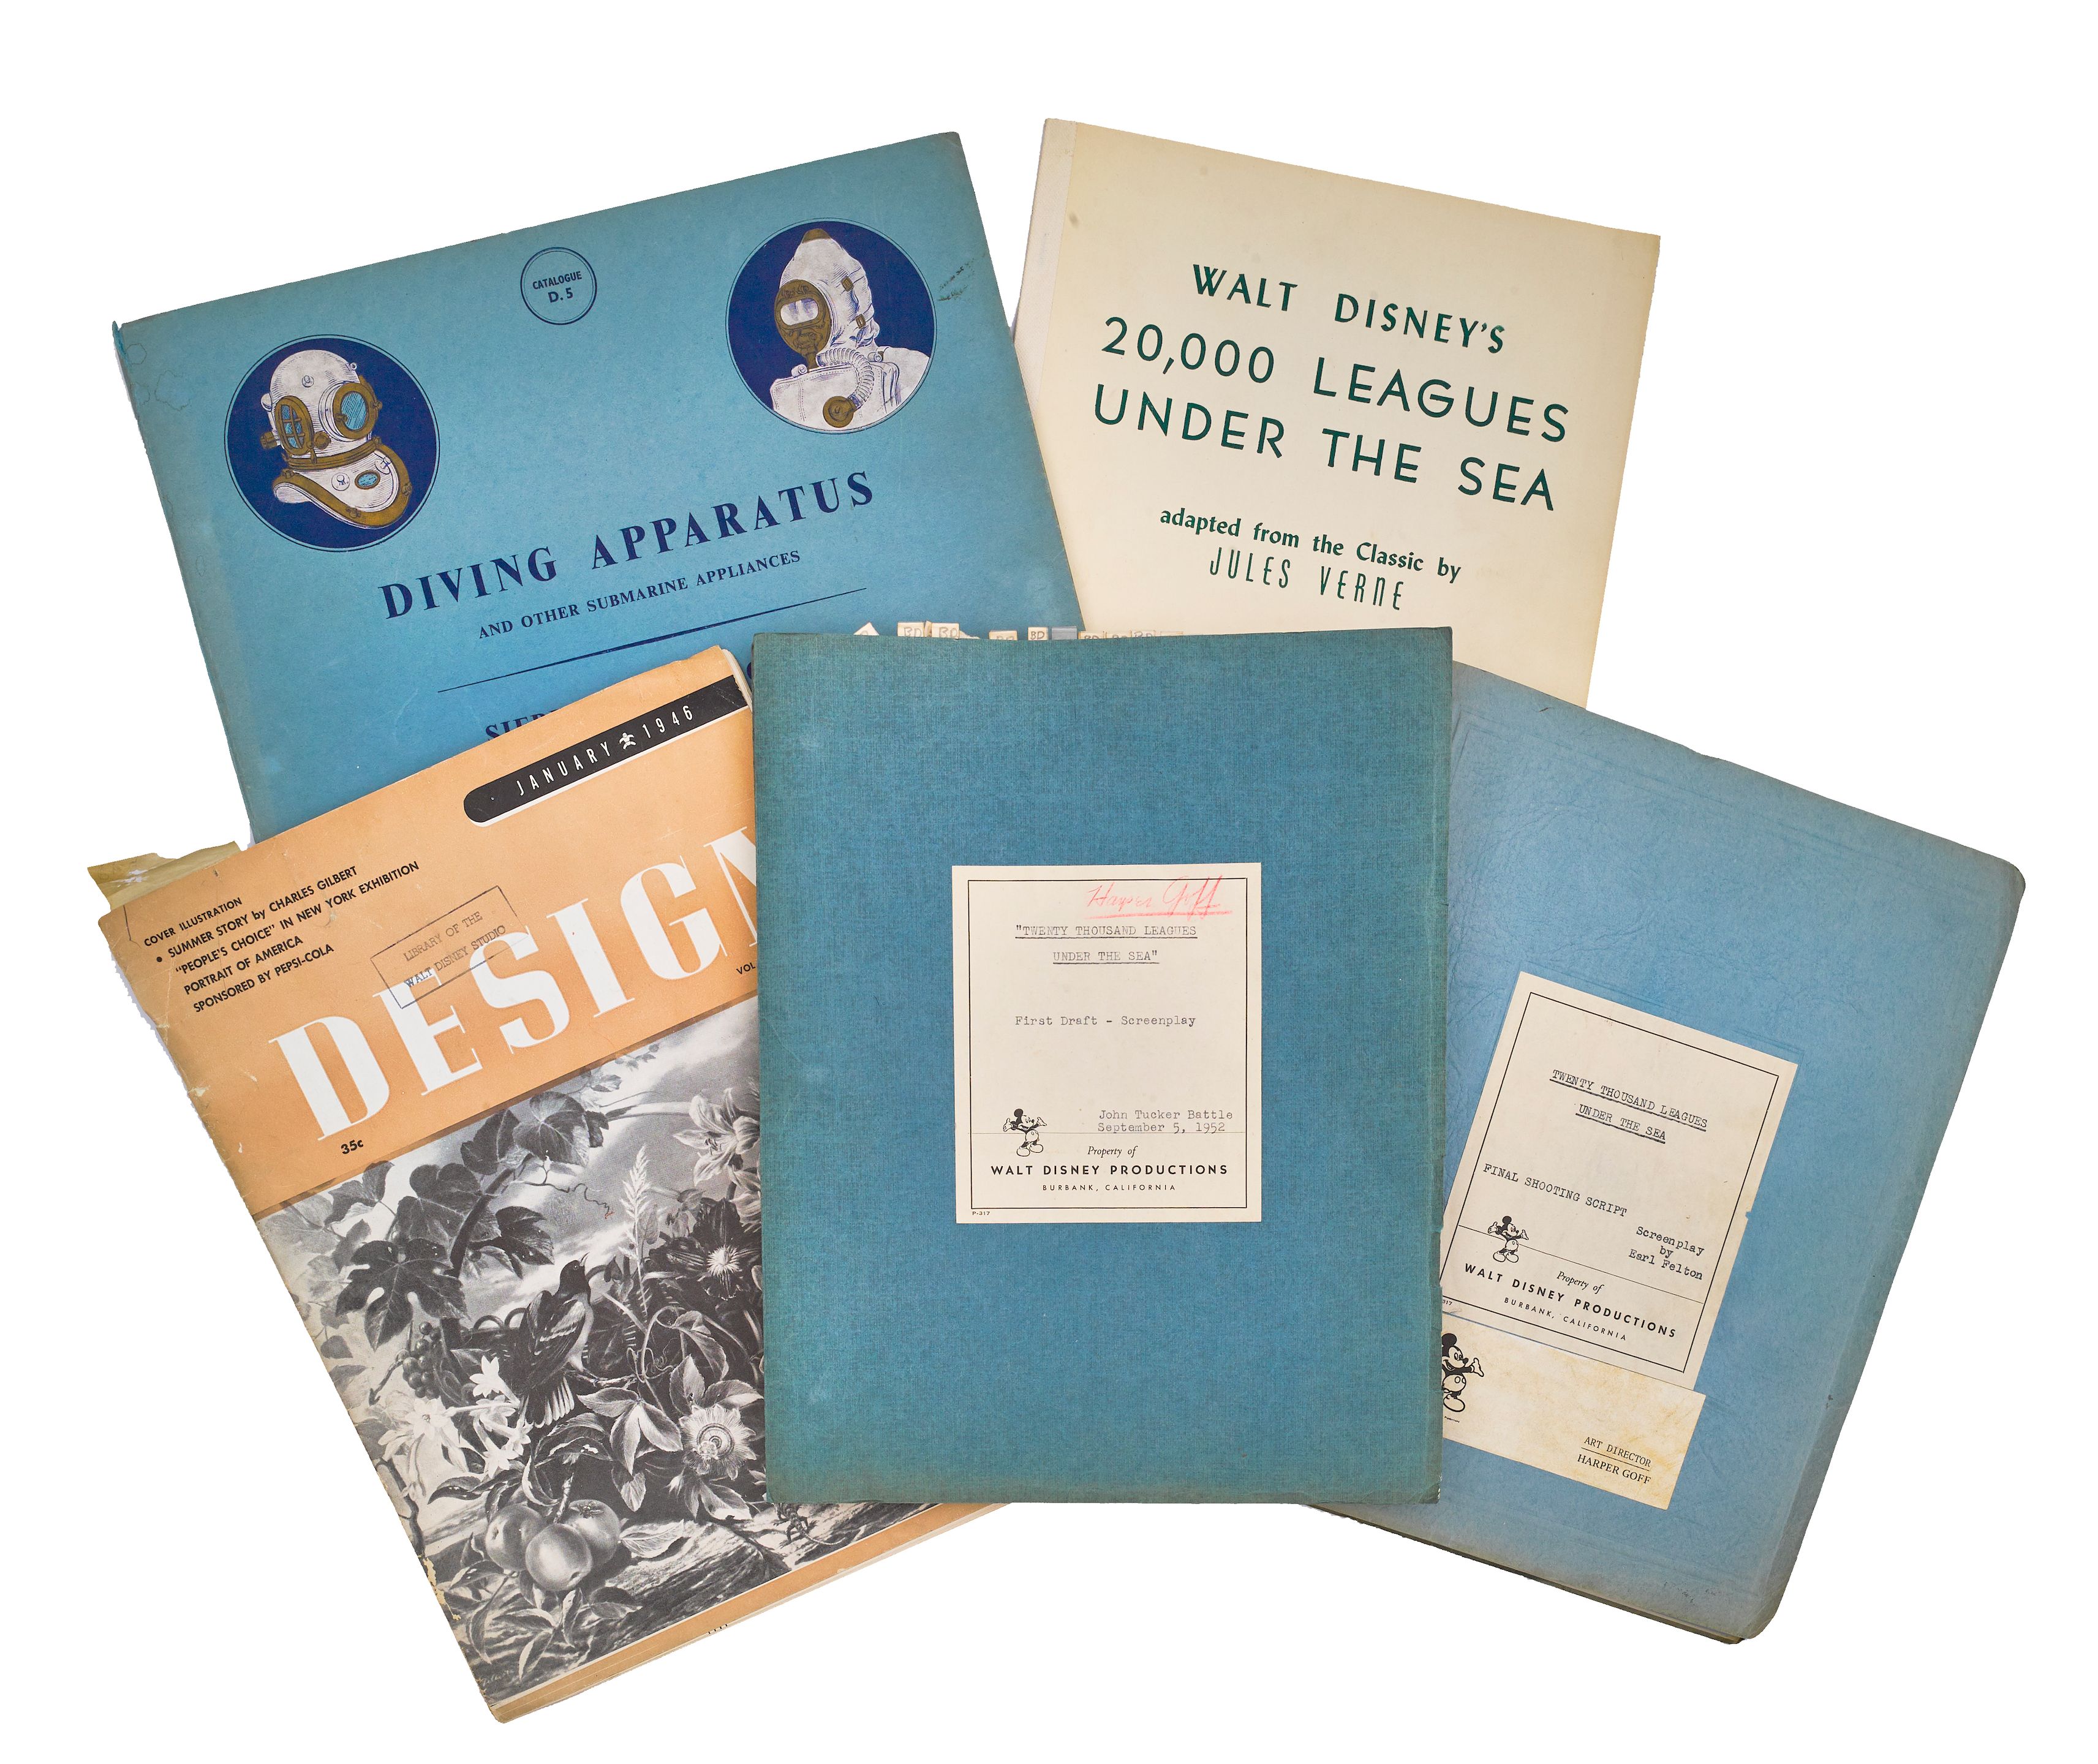 CATALOGUE
D.5
DIVING APPARATUS
AND OTHER SUBMARINE APPLIANCES
WALT DISNEY'S
20,000 LEAGUES
UNDER THE SEA
adapted from the Classic by
JULES VERNE
JANUARY 1946
COVER ILLUSTRATION
• SUMMER STORY by CHARLES GILBERT
"PEOPLE'S CHOICE" IN NEW YORK EXHIBITION
PORTRAIT OF AMERICA
SPONSORED BY PEPSI-COLA
LIBRARY OF THE
WALT DISNEY STUDIO
DESIGN
VOL
35c
BD
BD
BD
Harper Goff
"TWENTY THOUSAND LEAGUES
UNDER THE SEA"
First Draft - Screenplay
John Tucker Battle
September 5, 1952
Property of
WALT DISNEY PRODUCTIONS
BURBANK, CALIFORNIA
P-317
TWENTY THOUSAND LEAGUES
UNDER THE SEA
FINAL SHOOTING SCRIPT
Screenplay
by
Earl Felton
Property of
WALT DISNEY PRODUCTIONS
BURBANK, CALIFORNIA
317
ART DIRECTOR
HARPER GOFF